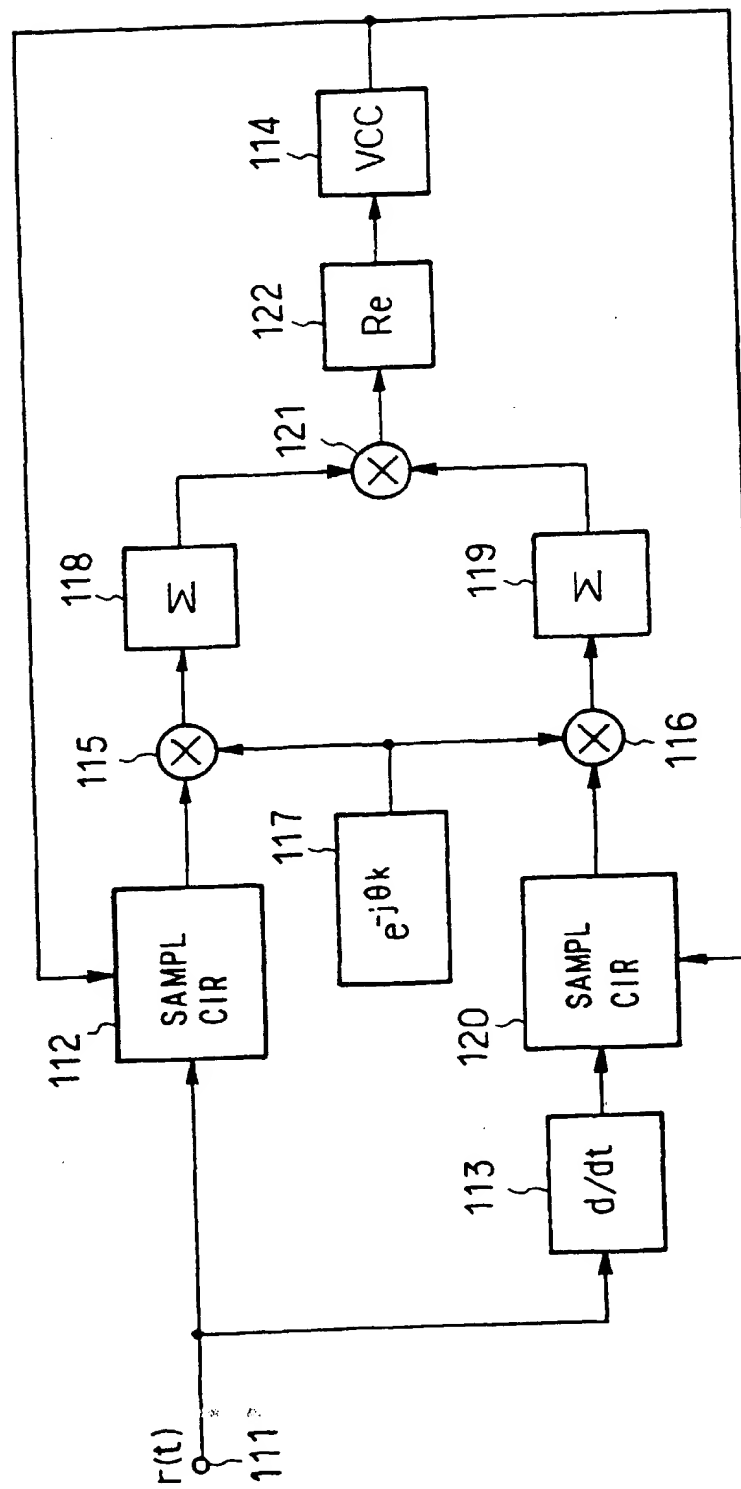 r(t)
111
112
SAMPL
CIR
113
d/dt
120
SAMPL
CIR
117
e^-jθk
115
116
118
Σ
119
Σ
121
122
Re
114
VCC